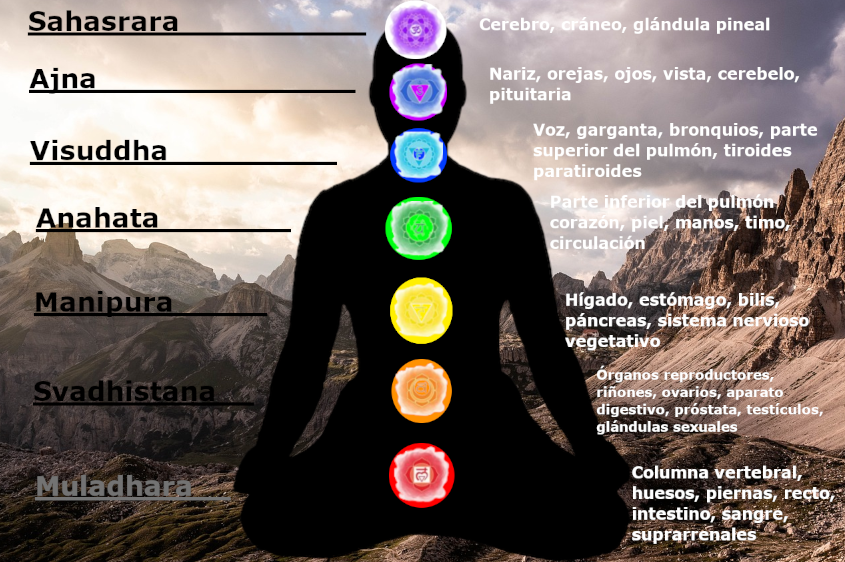 Sahasrara
Cerebro, cráneo, glándula pineal
Ajna
Nariz, orejas, ojos, vista, cerebelo,
pituitaria
Visuddha
Voz, garganta, bronquios, parte
superior del pulmón, tiroides
paratiroides
Anahata
Parte inferior del pulmón
corazón, piel, manos, timo,
circulación
Manipura
Hígado, estómago, bilis,
páncreas, sistema nervioso
vegetativo
Svadhistana
Órganos reproductores,
riñones, ovarios, aparato
digestivo, próstata, testículos,
glándulas sexuales
Muladhara
Columna vertebral,
huesos, piernas, recto,
intestino, sangre,
suprarrenales